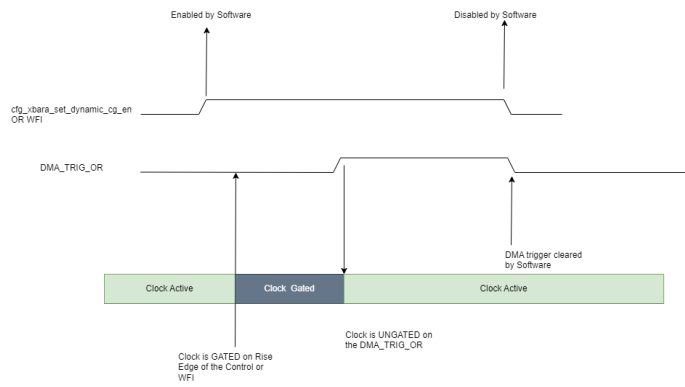 Enabled by Software
Disabled by Software
cfg_xbara_set_dynamic_cg_en
OR WFI
DMA_TRIG_OR
DMA trigger cleared
by Software
Clock Active
Clock Gated
Clock Active
Clock is GATED on Rise
Edge of the Control or
WFI
Clock is UNGATED on
the DMA_TRIG_OR